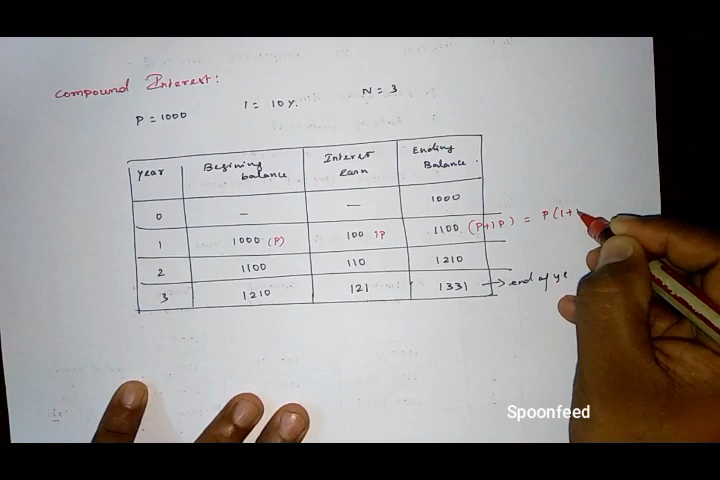 Compound Interest:
P = 1000 I = 10 %. N = 3
year Begining balance Interest earn Ending Balance.
0 — — 1000
1 1000 (P) 100 IP 1100 (P+IP) = P(1+
2 1100 110 1210
3 1210 121 1331 → end of ye
Spoonfeed